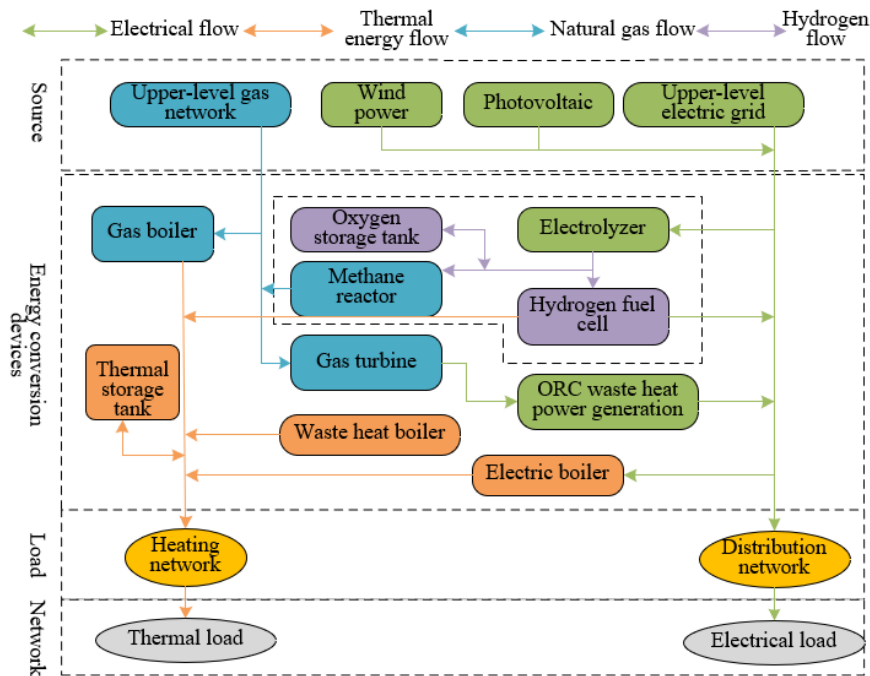 Electrical flow
Thermal
energy flow
Natural gas flow
Hydrogen
flow
Source
Upper-level gas
network
Wind
power
Photovoltaic
Upper-level
electric grid
Energy conversion
devices
Gas boiler
Oxygen
storage tank
Electrolyzer
Methane
reactor
Hydrogen fuel
cell
Thermal
storage
tank
Gas turbine
ORC waste heat
power generation
Waste heat boiler
Electric boiler
Load
Heating
network
Distribution
network
Network
Thermal load
Electrical load